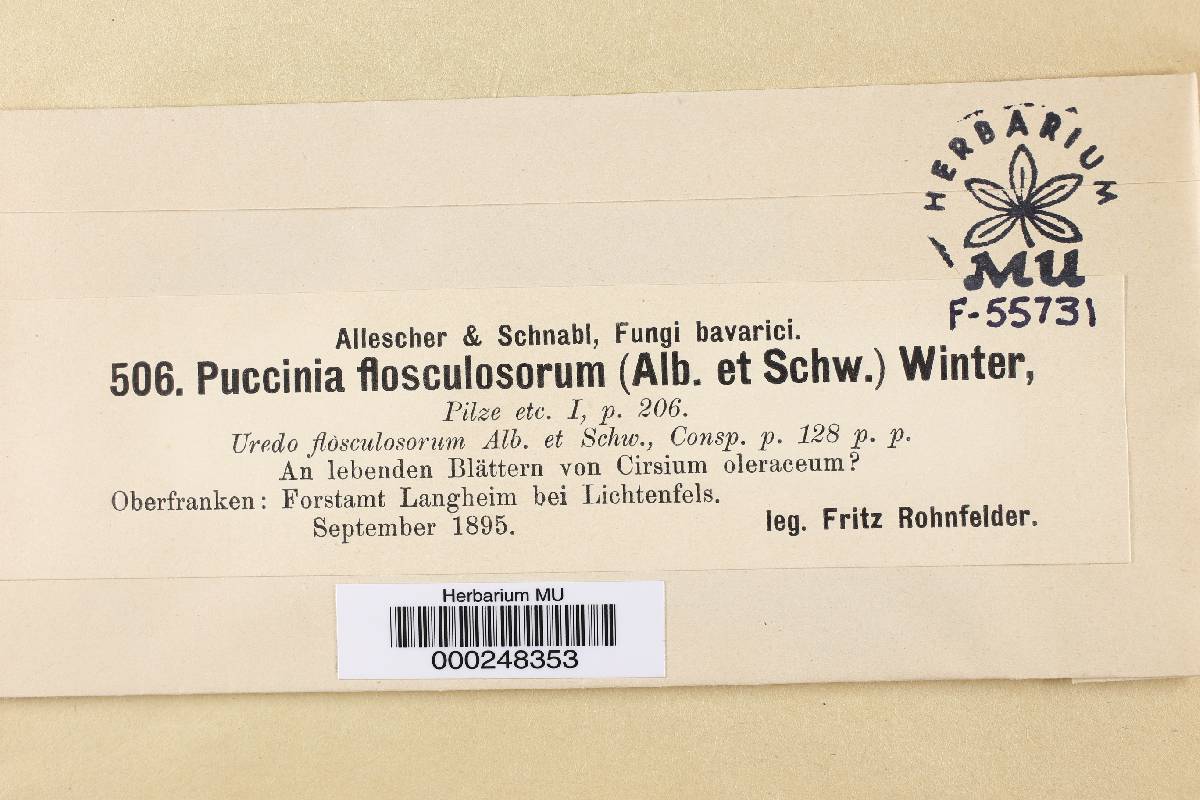 HERBARIUM
MU
F-55731
Allescher & Schnabl, Fungi bavarici.
506. Puccinia flosculosorum (Alb. et Schw.) Winter,
Pilze etc. I, p. 206.
Uredo flosculosorum Alb. et Schw., Consp. p. 128 p. p.
An lebenden Blättern von Cirsium oleraceum?
Oberfranken: Forstamt Langheim bei Lichtenfels.
September 1895.
leg. Fritz Rohnfelder.
Herbarium MU
000248353